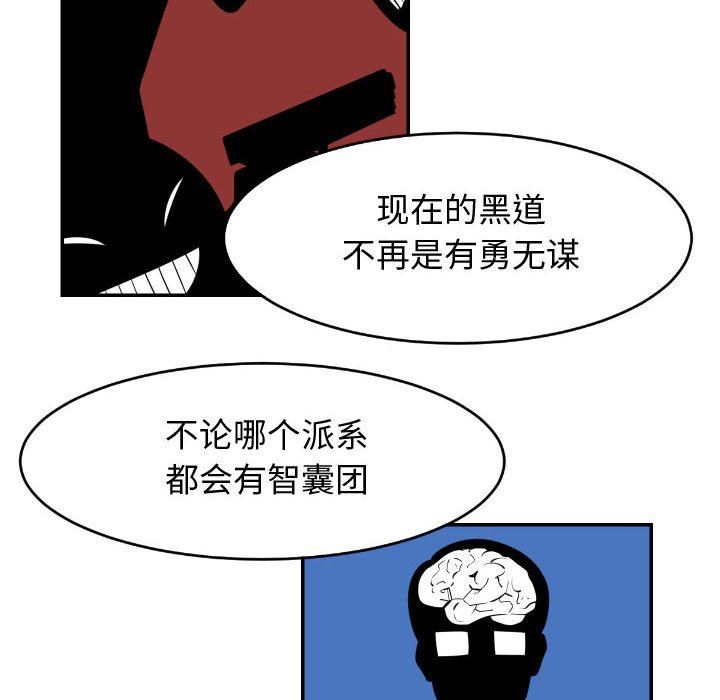 现在的黑道
不再是有勇无谋
不论哪个派系
都会有智囊团